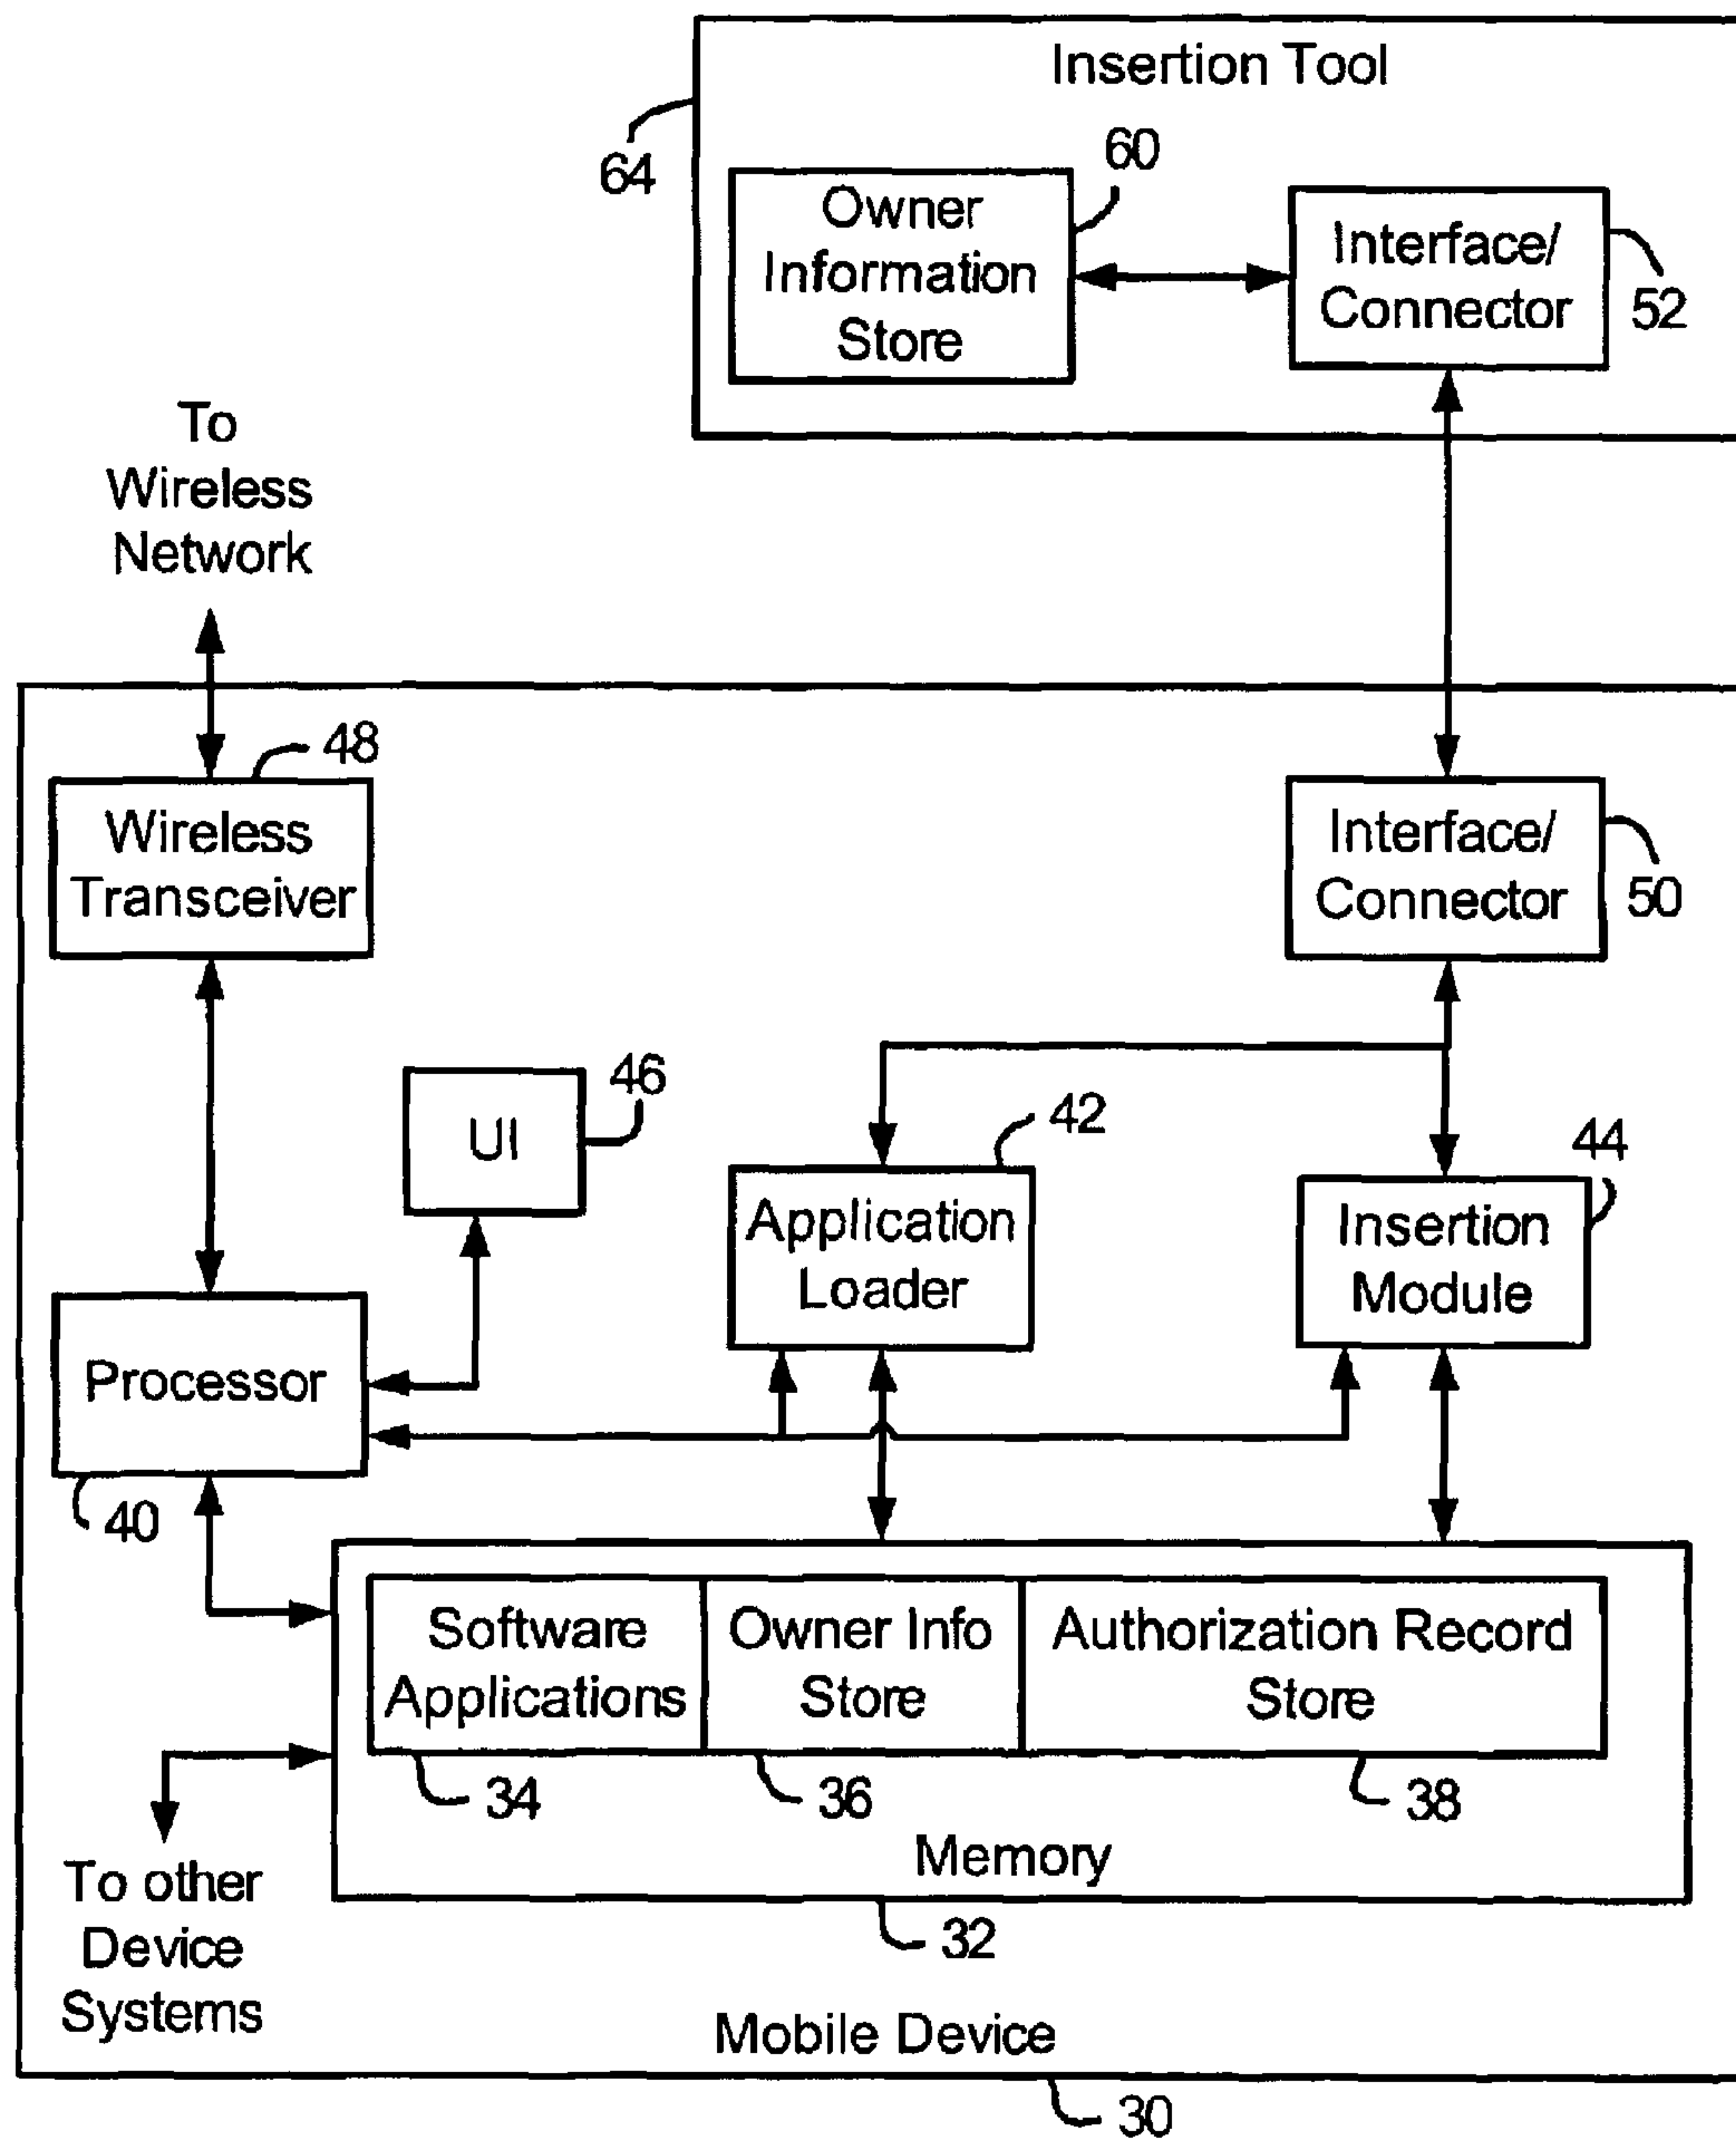 Insertion Tool
64
60
Owner
Information
Store
Interface/
Connector
52
To
Wireless
Network
48
Wireless
Transceiver
Interface/
Connector
50
46
UI
42
44
Application
Loader
Insertion
Module
Processor
40
Software
Applications
Owner Info
Store
Authorization Record
Store
34
36
38
Memory
To other
Device
Systems
32
Mobile Device
30